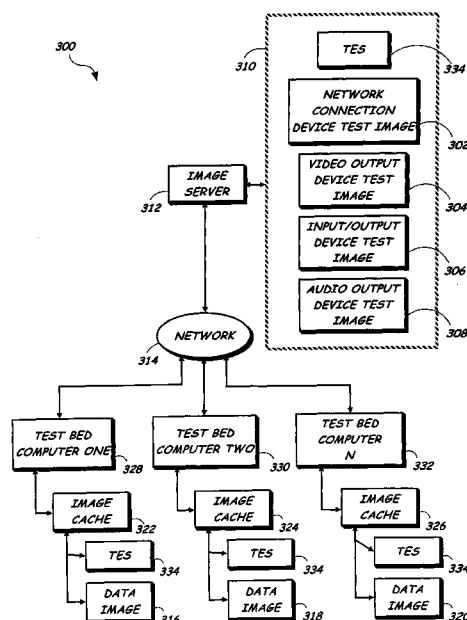 300
310
TES
334
NETWORK
CONNECTION
DEVICE TEST IMAGE
302
VIDEO OUTPUT
DEVICE TEST
IMAGE
304
INPUT/OUTPUT
DEVICE TEST
IMAGE
306
AUDIO OUTPUT
DEVICE TEST
IMAGE
308
IMAGE
SERVER
312
NETWORK
314
TEST BED
COMPUTER ONE
328
TEST BED
COMPUTER TWO
330
TEST BED
COMPUTER
N
332
IMAGE
CACHE
322
IMAGE
CACHE
324
IMAGE
CACHE
326
TES
334
TES
334
TES
334
DATA
IMAGE
316
DATA
IMAGE
318
DATA
IMAGE
320